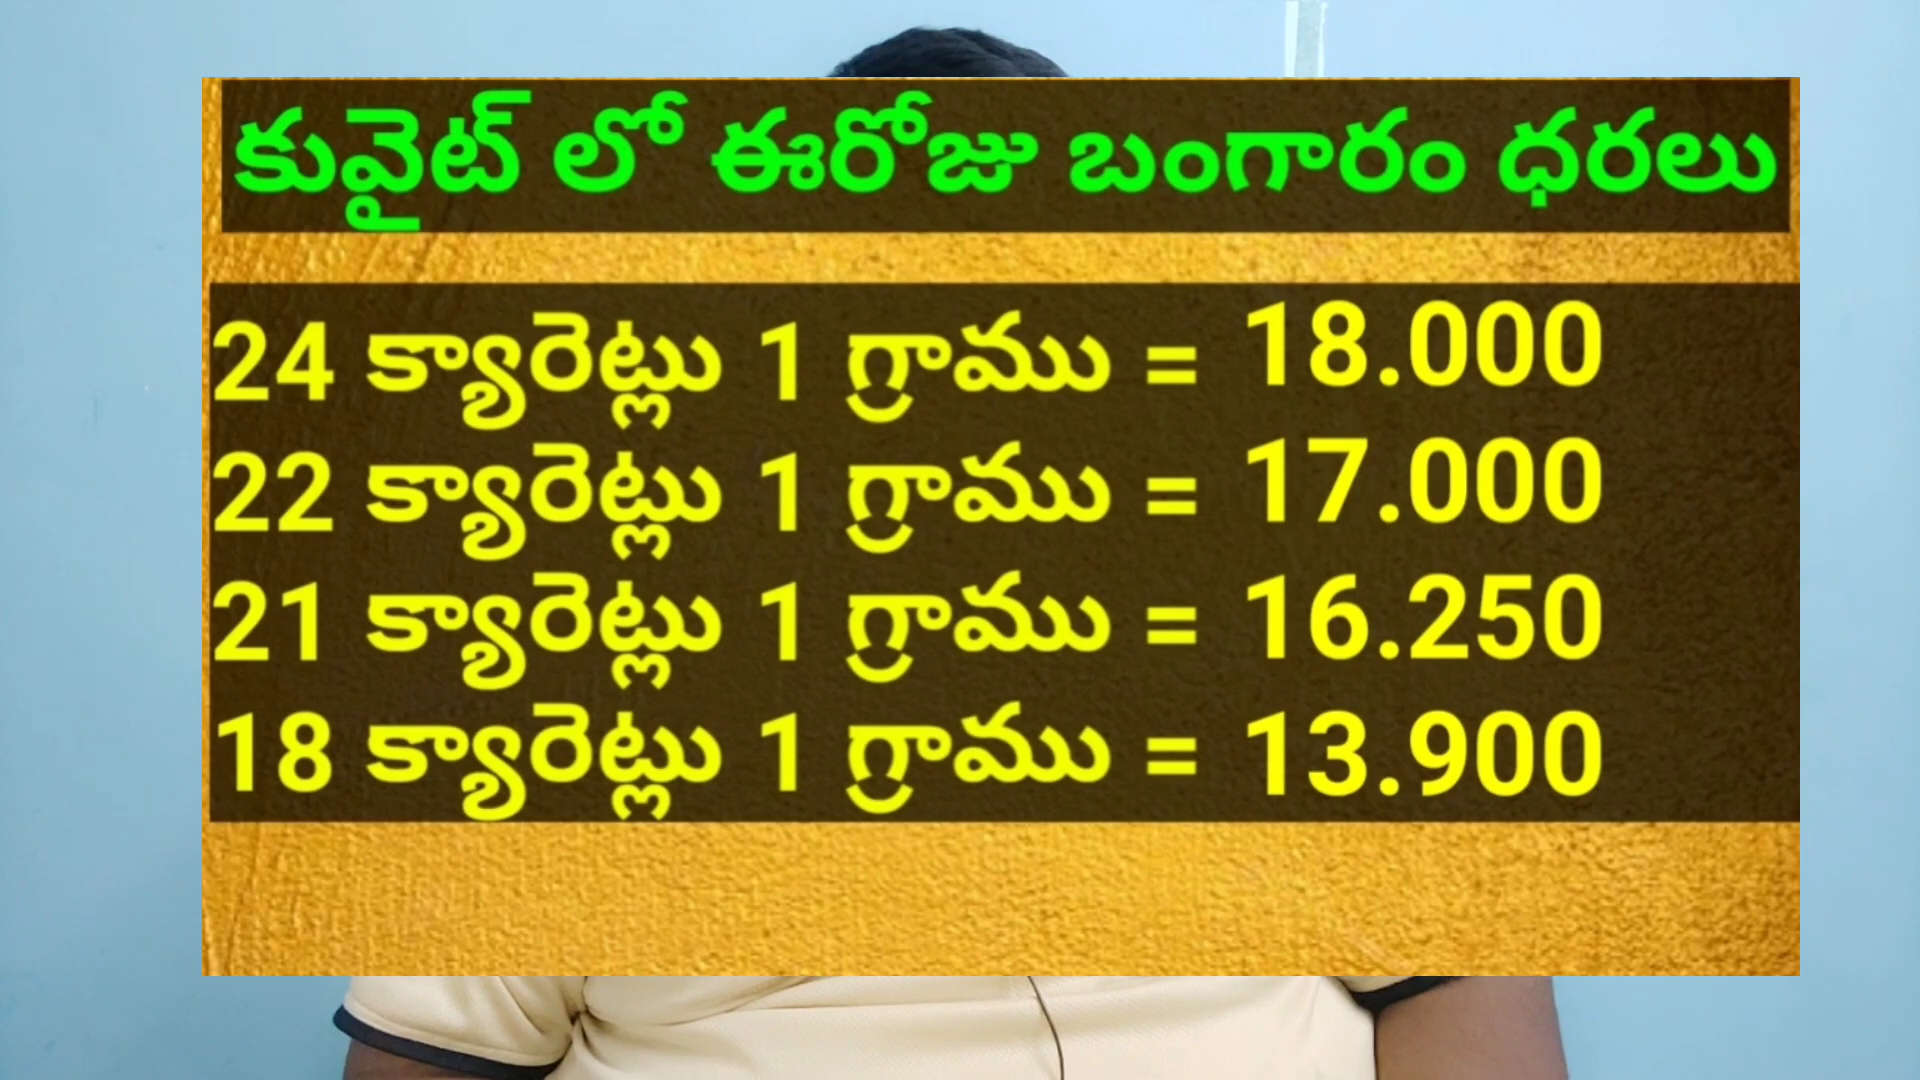 కువైట్ లో ఈరోజు బంగారం ధరలు
24 క్యారెట్లు 1 గ్రాము = 18.000
22 క్యారెట్లు 1 గ్రాము = 17.000
21 క్యారెట్లు 1 గ్రాము = 16.250
18 క్యారెట్లు 1 గ్రాము = 13.900